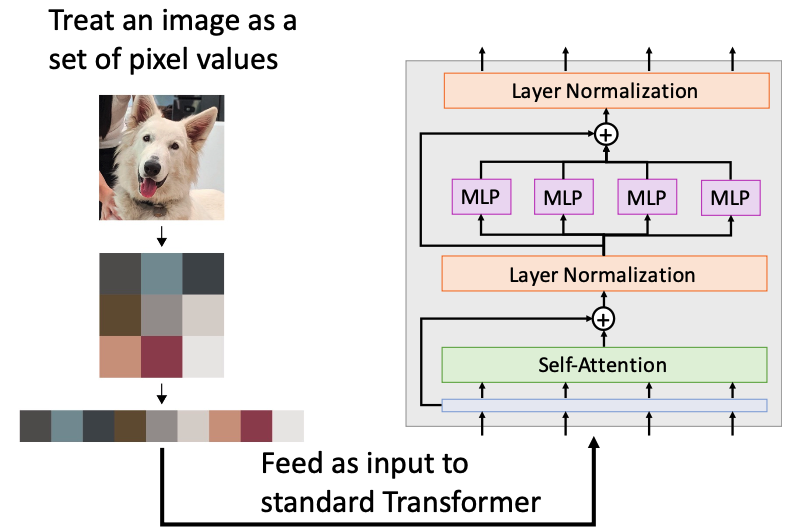 Treat an image as a
set of pixel values
Layer Normalization
MLP MLP MLP MLP
Layer Normalization
Self-Attention
Feed as input to
standard Transformer